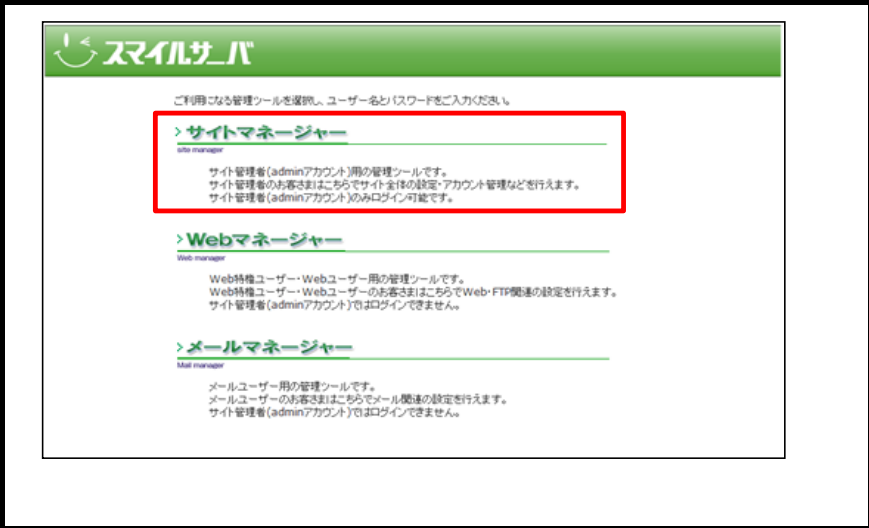 スマイルサーバ
ご利用になる管理ツールを選択し、ユーザー名とパスワードをご入力ください。
>サイトマネージャー
site manager
サイト管理者(adminアカウント)用の管理ツールです。
サイト管理者のお客さまはこちらでサイト全体の設定・アカウント管理などを行えます。
サイト管理者(adminアカウント)のみログイン可能です。
>Webマネージャー
Web manager
Web特権ユーザー・Webユーザー用の管理ツールです。
Web特権ユーザー・Webユーザーのお客さまはこちらでWeb・FTP関連の設定を行えます。
サイト管理者(adminアカウント)ではログインできません。
>メールマネージャー
Mail manager
メールユーザー用の管理ツールです。
メールユーザーのお客さまはこちらでメール関連の設定を行えます。
サイト管理者(adminアカウント)ではログインできません。